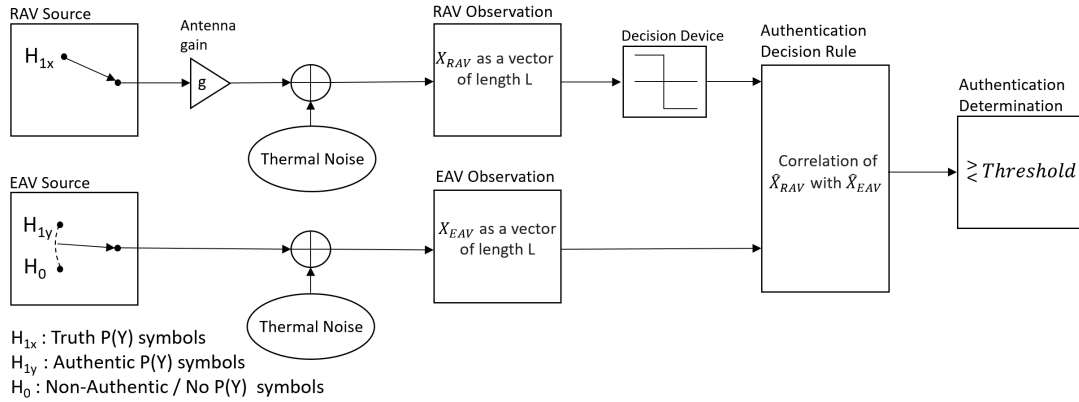 RAV Source
H1x
Antenna
gain
g
Thermal Noise
RAV Observation
XRAV as a vector
of length L
Decision Device
Authentication
Decision Rule
Correlation of
X̂RAV with X̂EAV
Authentication
Determination
≷ Threshold
EAV Source
H1y
H0
Thermal Noise
EAV Observation
XEAV as a vector
of length L
H1x : Truth P(Y) symbols
H1y : Authentic P(Y) symbols
H0 : Non-Authentic / No P(Y) symbols